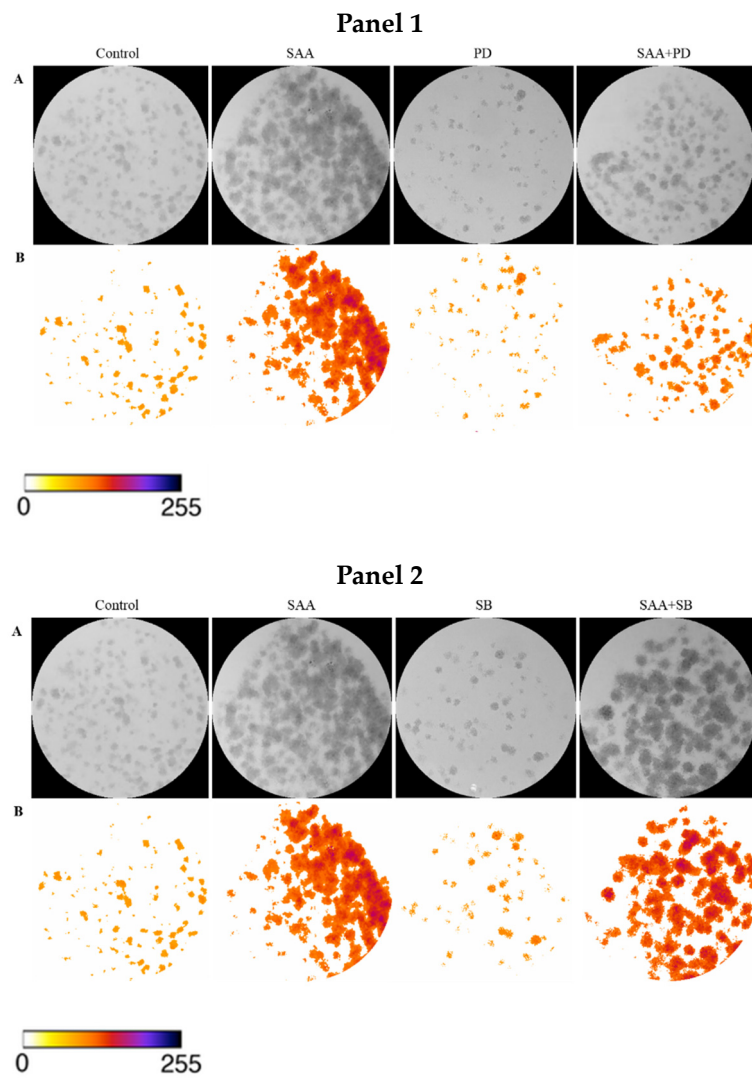 Panel 1
Control SAA PD SAA+PD
A
B
0 255
Panel 2
Control SAA SB SAA+SB
A
B
0 255